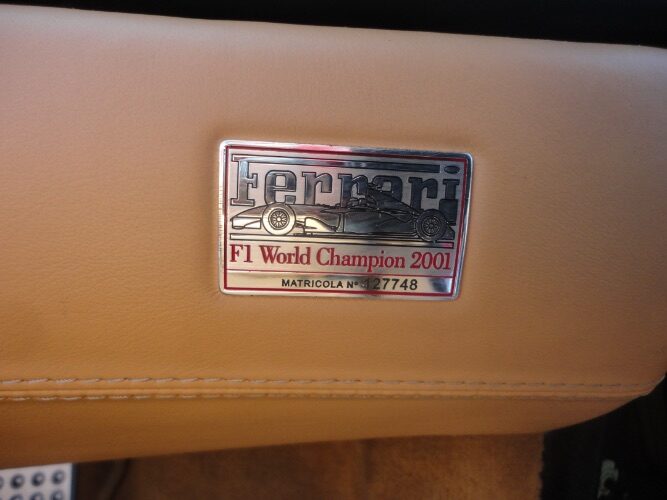 Ferrari
F1 World Champion 2001
MATRICOLA N° 127748